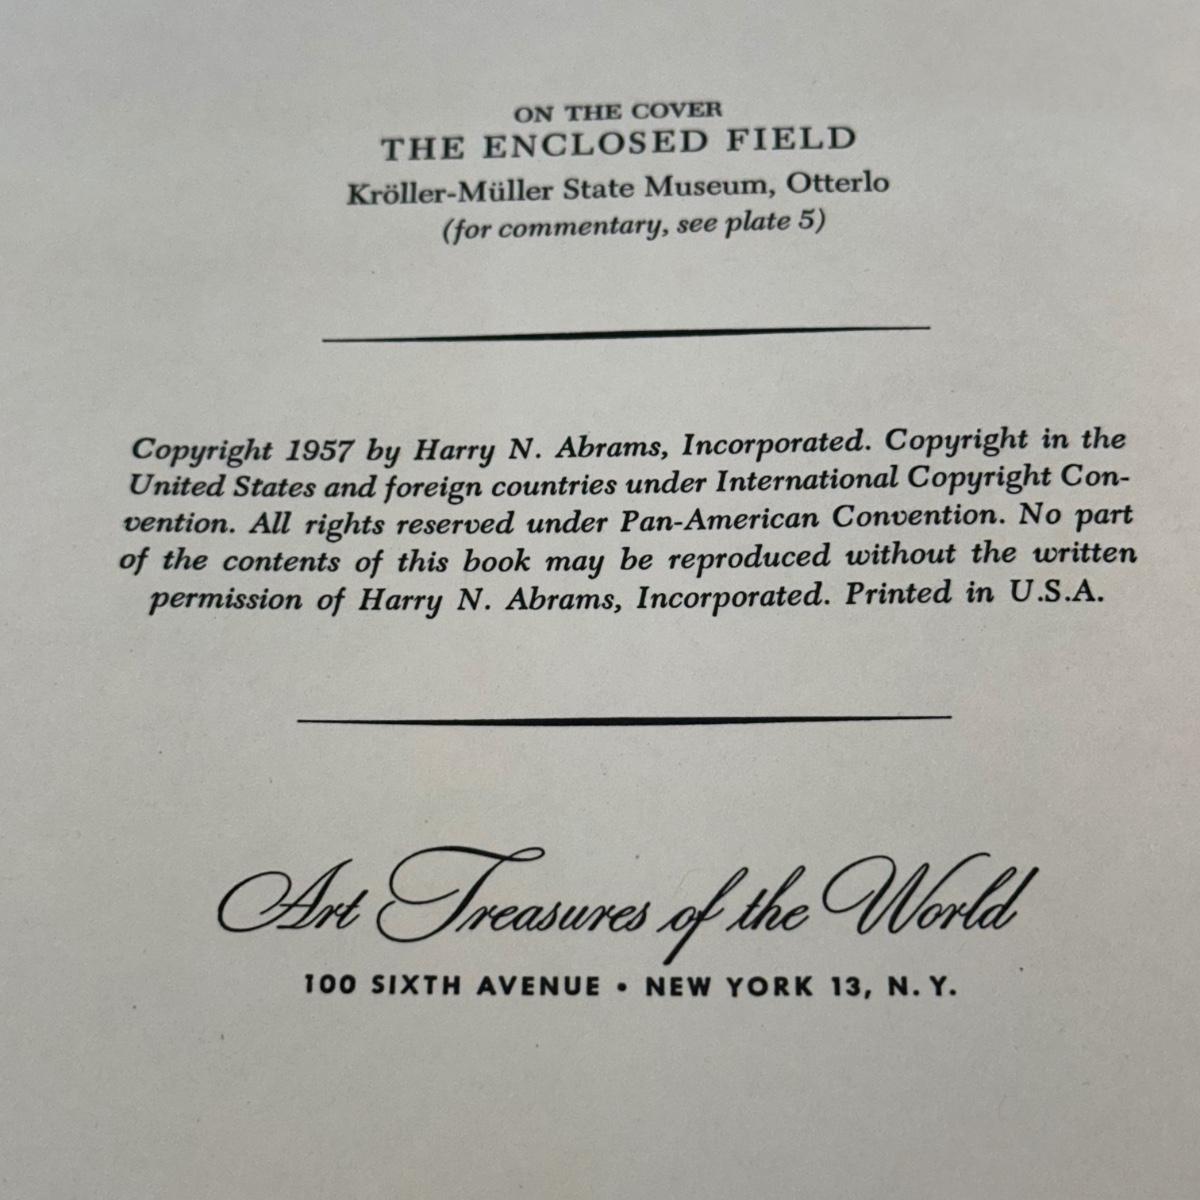 ON THE COVER
THE ENCLOSED FIELD
Kröller-Müller State Museum, Otterlo
(for commentary, see plate 5)
Copyright 1957 by Harry N. Abrams, Incorporated. Copyright in the
United States and foreign countries under International Copyright Con-
vention. All rights reserved under Pan-American Convention. No part
of the contents of this book may be reproduced without the written
permission of Harry N. Abrams, Incorporated. Printed in U.S.A.
Art Treasures of the World
100 SIXTH AVENUE • NEW YORK 13, N. Y.